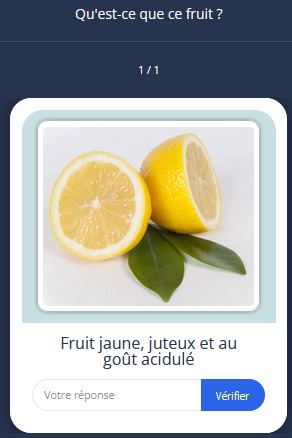 Qu'est-ce que ce fruit ?
1 / 1
Fruit jaune, juteux et au
goût acidulé
Votre réponse
Vérifier